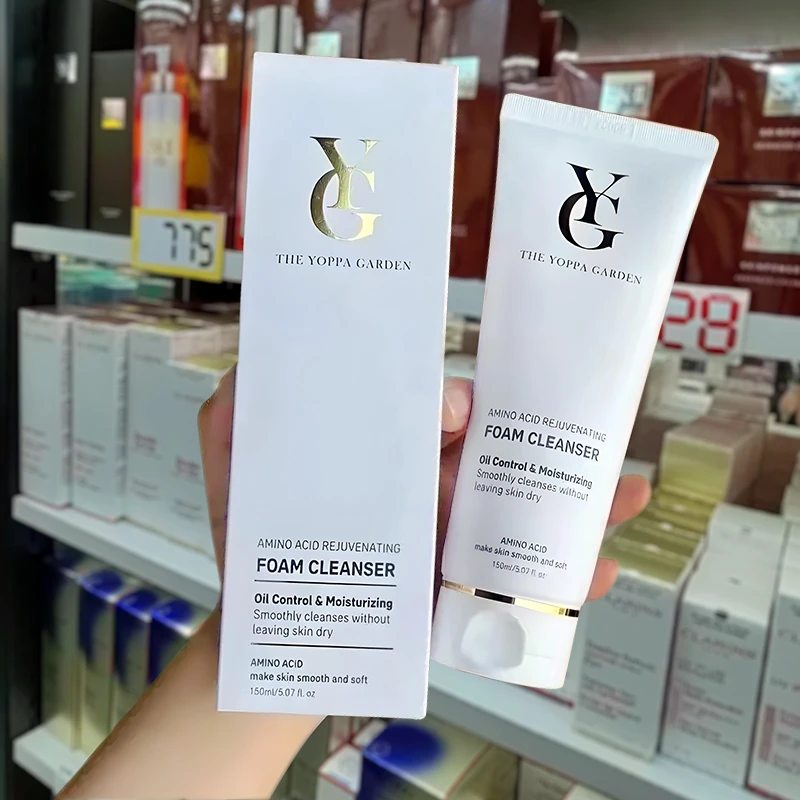 775
YG
THE YOPPA GARDEN
AMINO ACID REJUVENATING
FOAM CLEANSER
Oil Control & Moisturizing
Smoothly cleanses without
leaving skin dry
AMINO ACID
make skin smooth and soft
150ml/5.07 fl. oz
YG
THE YOPPA GARDEN
AMINO ACID REJUVENATING
FOAM CLEANSER
Oil Control & Moisturizing
Smoothly cleanses without
leaving skin dry
AMINO ACID
make skin smooth and soft
150ml/5.07 fl. oz
28
CLARINS